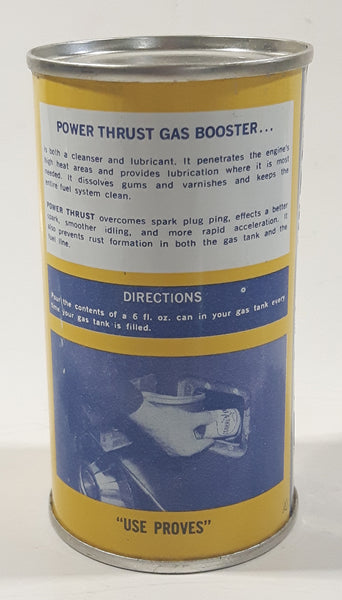 POWER THRUST GAS BOOSTER...
is both a cleanser and lubricant. It penetrates the engine's
high heat areas and provides lubrication where it is most
needed. It dissolves gums and varnishes and keeps the
entire fuel system clean.
POWER THRUST overcomes spark plug ping, effects a better
spark, smoother idling, and more rapid acceleration. It
also prevents rust formation in both the gas tank and the
fuel line.
DIRECTIONS
Pour the contents of a 6 fl. oz. can in your gas tank every
time your gas tank is filled.
"USE PROVES"